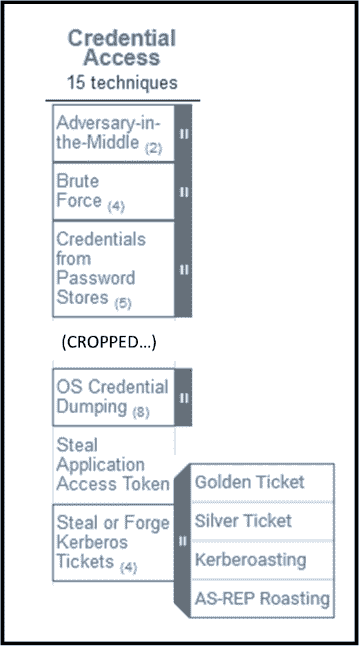 Credential
Access
15 techniques
Adversary-in-
the-Middle (2)
Brute
Force (4)
Credentials
from
Password
Stores (5)
(CROPPED...)
OS Credential
Dumping (8)
Steal
Application
Access Token
Steal or Forge
Kerberos
Tickets (4)
Golden Ticket
Silver Ticket
Kerberoasting
AS-REP Roasting